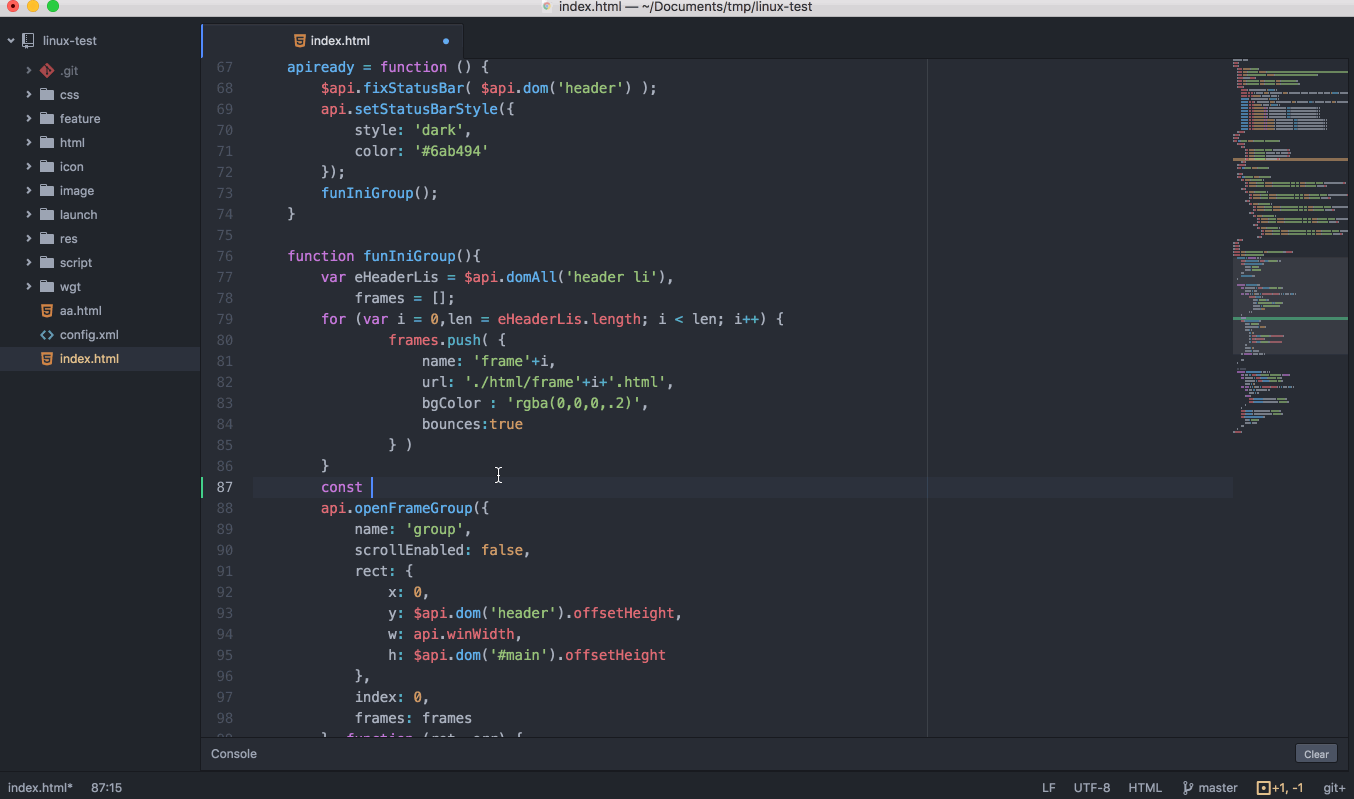 index.html — ~/Documents/tmp/linux-test
linux-test
.git
css
feature
html
icon
image
launch
res
script
wgt
aa.html
config.xml
index.html
index.html
67 apiready = function () {
68 $api.fixStatusBar( $api.dom('header') );
69 api.setStatusBarStyle({
70 style: 'dark',
71 color: '#6ab494'
72 });
73 funIniGroup();
74 }
75
76 function funIniGroup(){
77 var eHeaderLis = $api.domAll('header li'),
78 frames = [];
79 for (var i = 0,len = eHeaderLis.length; i < len; i++) {
80 frames.push( {
81 name: 'frame'+i,
82 url: './html/frame'+i+'.html',
83 bgColor : 'rgba(0,0,0,.2)',
84 bounces:true
85 } )
86 }
87 const
88 api.openFrameGroup({
89 name: 'group',
90 scrollEnabled: false,
91 rect: {
92 x: 0,
93 y: $api.dom('header').offsetHeight,
94 w: api.winWidth,
95 h: $api.dom('#main').offsetHeight
96 },
97 index: 0,
98 frames: frames
Console
Clear
index.html* 87:15 LF UTF-8 HTML master +1, -1 git+